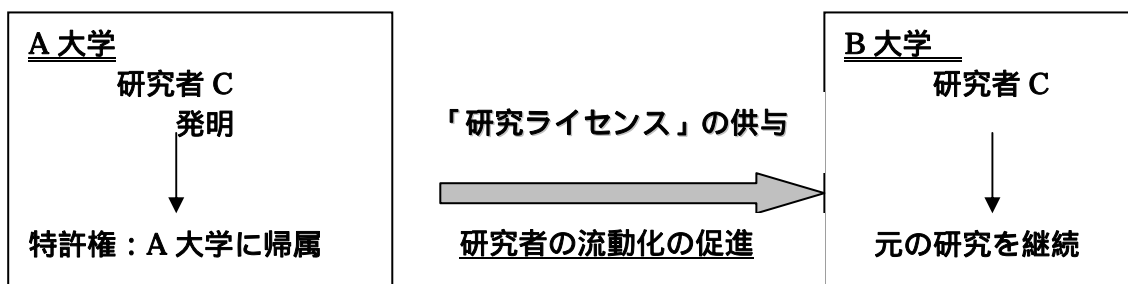 A 大学
研究者 C
発明
特許権：A 大学に帰属
「研究ライセンス」の供与
研究者の流動化の促進
B 大学
研究者 C
元の研究を継続